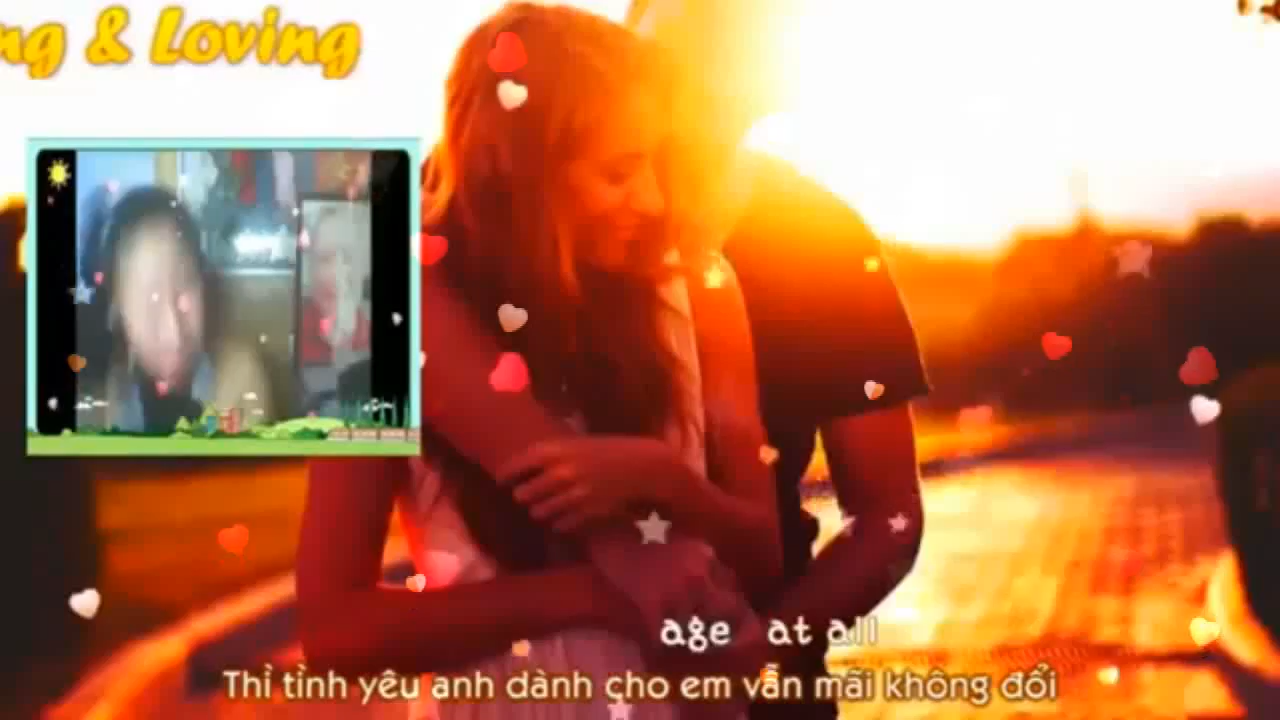 ng & Loving
age at all
Thì tình yêu anh dành cho em vẫn mãi không đổi